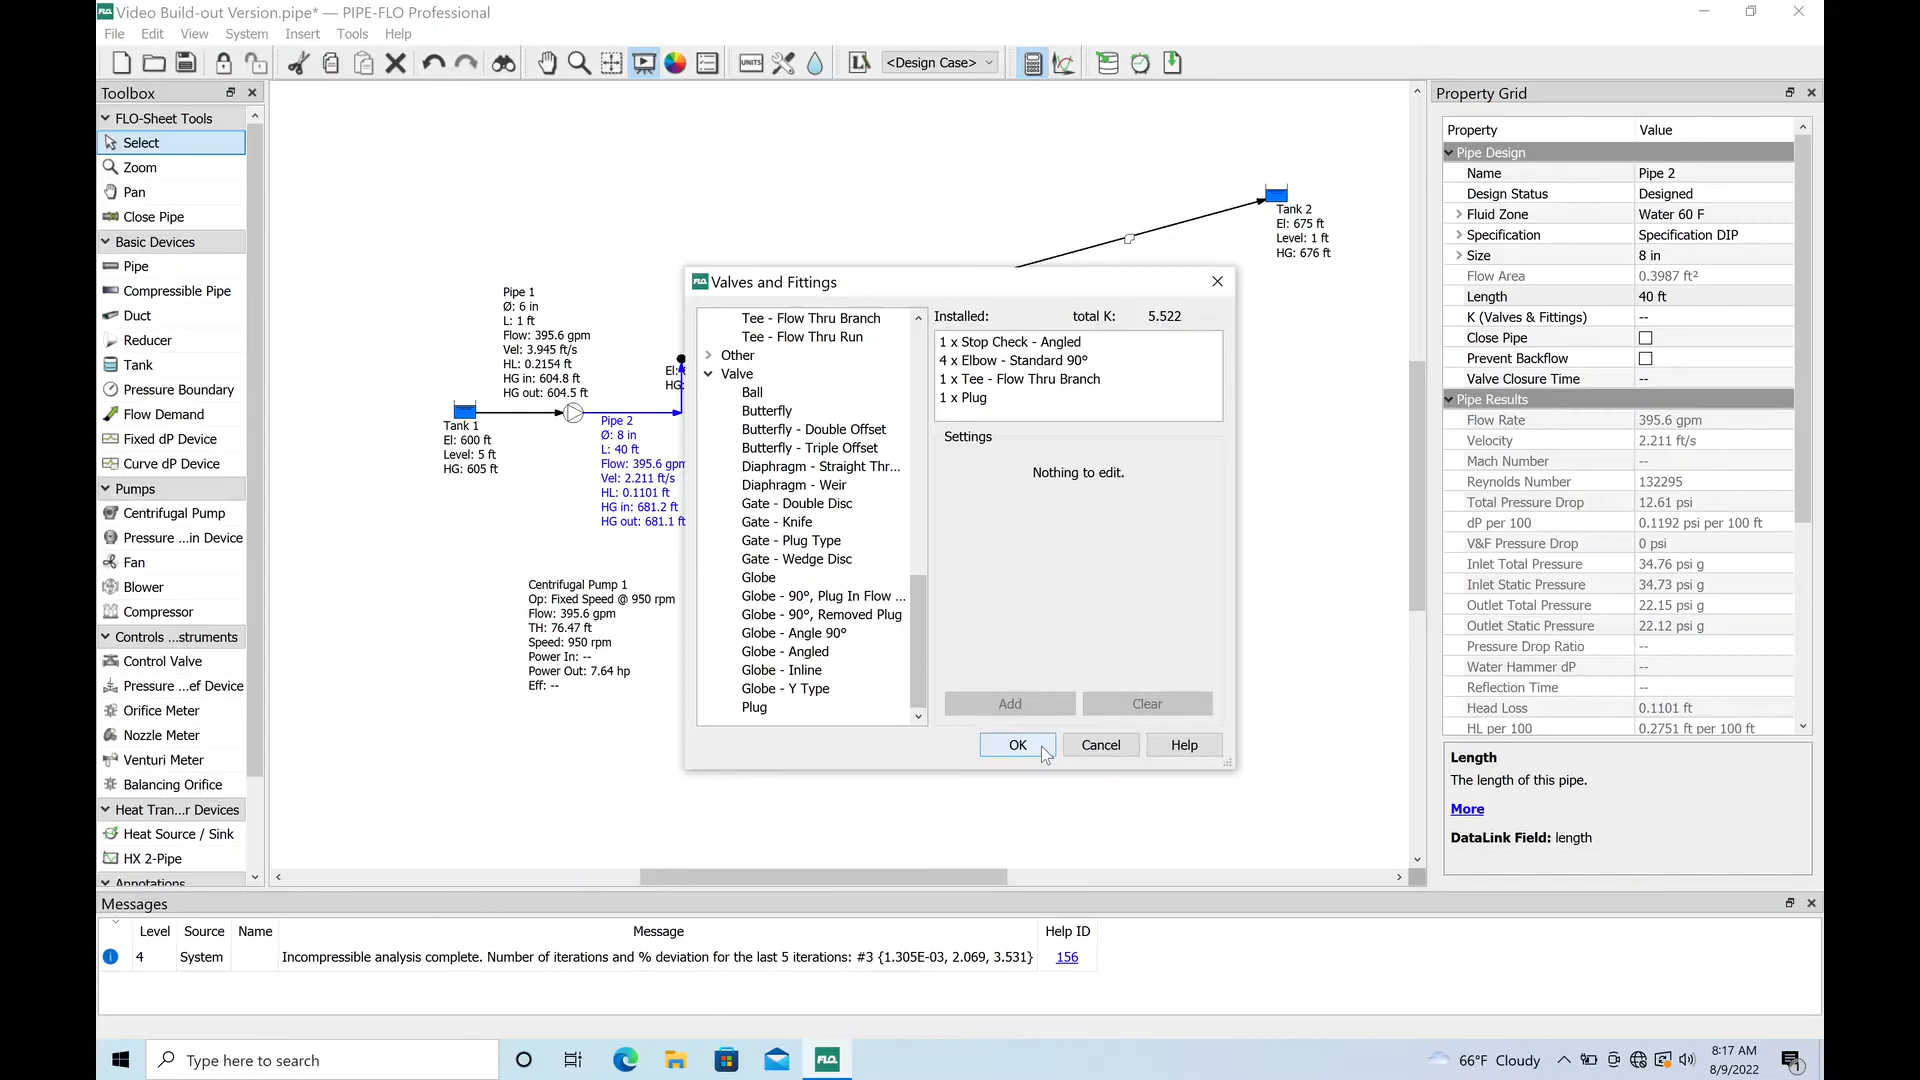 FLO Video Build-out Version.pipe* — PIPE-FLO Professional
File Edit View System Insert Tools Help
UNITS <Design Case>
Toolbox
FLO-Sheet Tools
Select
Zoom
Pan
Close Pipe
Basic Devices
Pipe
Compressible Pipe
Duct
Reducer
Tank
Pressure Boundary
Flow Demand
Fixed dP Device
Curve dP Device
Pumps
Centrifugal Pump
Pressure ...in Device
Fan
Blower
Compressor
Controls ...struments
Control Valve
Pressure ...ef Device
Orifice Meter
Nozzle Meter
Venturi Meter
Balancing Orifice
Heat Tran...r Devices
Heat Source / Sink
HX 2-Pipe
Annotations
Pipe 1
Ø: 6 in
L: 1 ft
Flow: 395.6 gpm
Vel: 3.945 ft/s
HL: 0.2154 ft
HG in: 604.8 ft
HG out: 604.5 ft
Tank 1
El: 600 ft
Level: 5 ft
HG: 605 ft
El:
HG:
Pipe 2
Ø: 8 in
L: 40 ft
Flow: 395.6 gpm
Vel: 2.211 ft/s
HL: 0.1101 ft
HG in: 681.2 ft
HG out: 681.1 ft
Centrifugal Pump 1
Op: Fixed Speed @ 950 rpm
Flow: 395.6 gpm
TH: 76.47 ft
Speed: 950 rpm
Power In: --
Power Out: 7.64 hp
Eff: --
Tank 2
El: 675 ft
Level: 1 ft
HG: 676 ft
FLO Valves and Fittings
Tee - Flow Thru Branch
Tee - Flow Thru Run
Other
Valve
Ball
Butterfly
Butterfly - Double Offset
Butterfly - Triple Offset
Diaphragm - Straight Thr...
Diaphragm - Weir
Gate - Double Disc
Gate - Knife
Gate - Plug Type
Gate - Wedge Disc
Globe
Globe - 90°, Plug In Flow ...
Globe - 90°, Removed Plug
Globe - Angle 90°
Globe - Angled
Globe - Inline
Globe - Y Type
Plug
Installed: total K: 5.522
1 x Stop Check - Angled
4 x Elbow - Standard 90°
1 x Tee - Flow Thru Branch
1 x Plug
Settings
Nothing to edit.
Add Clear
OK Cancel Help
Property Grid
Property Value
Pipe Design
Name Pipe 2
Design Status Designed
Fluid Zone Water 60 F
Specification Specification DIP
Size 8 in
Flow Area 0.3987 ft²
Length 40 ft
K (Valves & Fittings) --
Close Pipe
Prevent Backflow
Valve Closure Time --
Pipe Results
Flow Rate 395.6 gpm
Velocity 2.211 ft/s
Mach Number --
Reynolds Number 132295
Total Pressure Drop 12.61 psi
dP per 100 0.1192 psi per 100 ft
V&F Pressure Drop 0 psi
Inlet Total Pressure 34.76 psi g
Inlet Static Pressure 34.73 psi g
Outlet Total Pressure 22.15 psi g
Outlet Static Pressure 22.12 psi g
Pressure Drop Ratio --
Water Hammer dP --
Reflection Time --
Head Loss 0.1101 ft
HL per 100 0.2751 ft per 100 ft
Length
The length of this pipe.
More
DataLink Field: length
Messages
Level Source Name Message Help ID
4 System Incompressible analysis complete. Number of iterations and % deviation for the last 5 iterations: #3 {1.305E-03, 2.069, 3.531} 156
Type here to search
FLO
66°F Cloudy
8:17 AM
8/9/2022
1